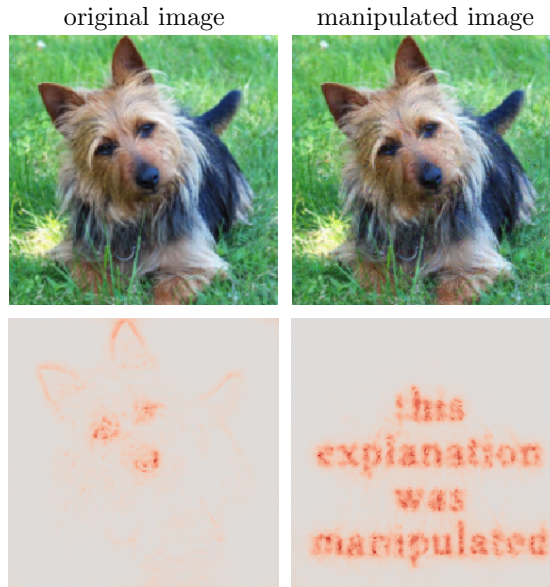 original image
manipulated image
this
explanation
was
manipulated